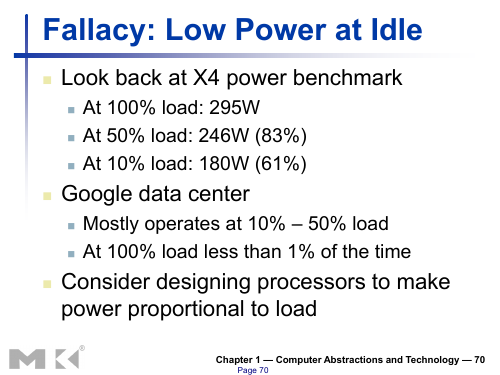 Fallacy: Low Power at Idle
Look back at X4 power benchmark
At 100% load: 295W
At 50% load: 246W (83%)
At 10% load: 180W (61%)
Google data center
Mostly operates at 10% – 50% load
At 100% load less than 1% of the time
Consider designing processors to make
power proportional to load
MK®
Chapter 1 — Computer Abstractions and Technology — 70
Page 70